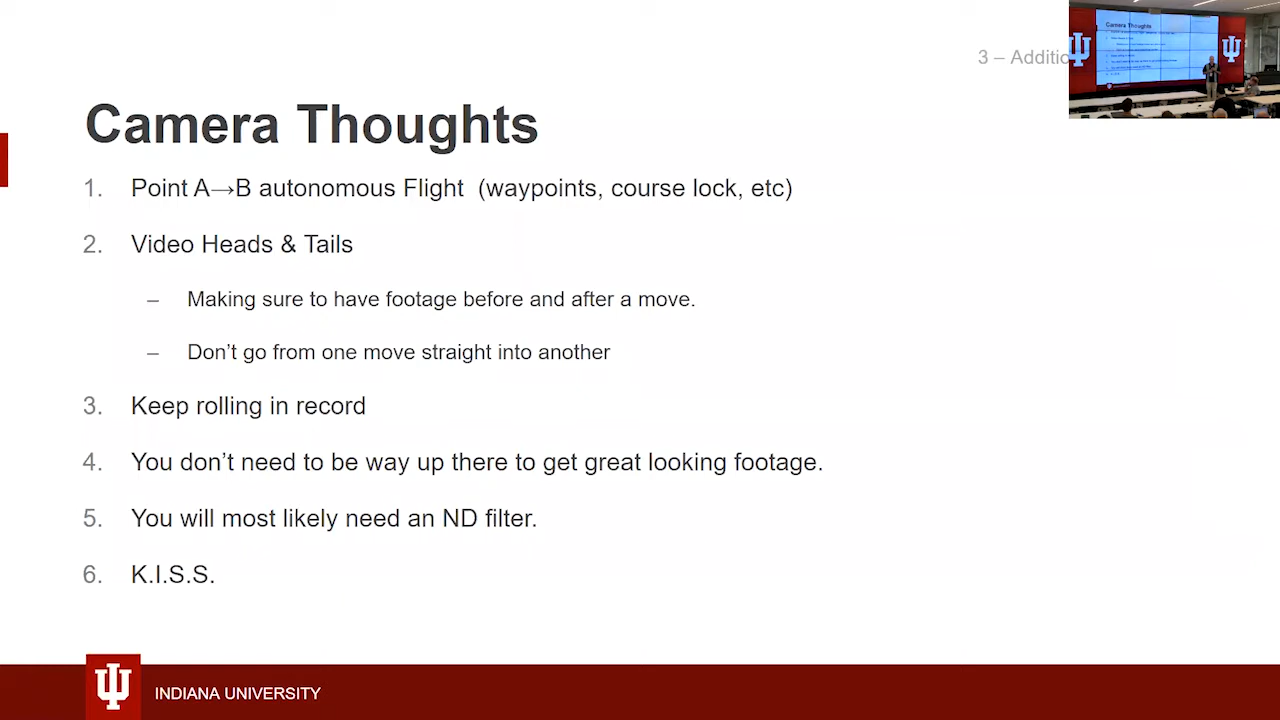 3 – Additio
Camera Thoughts
1. Point A→B autonomous Flight (waypoints, course lock, etc)
2. Video Heads & Tails
– Making sure to have footage before and after a move.
– Don’t go from one move straight into another
3. Keep rolling in record
4. You don’t need to be way up there to get great looking footage.
5. You will most likely need an ND filter.
6. K.I.S.S.
INDIANA UNIVERSITY
Camera Thoughts